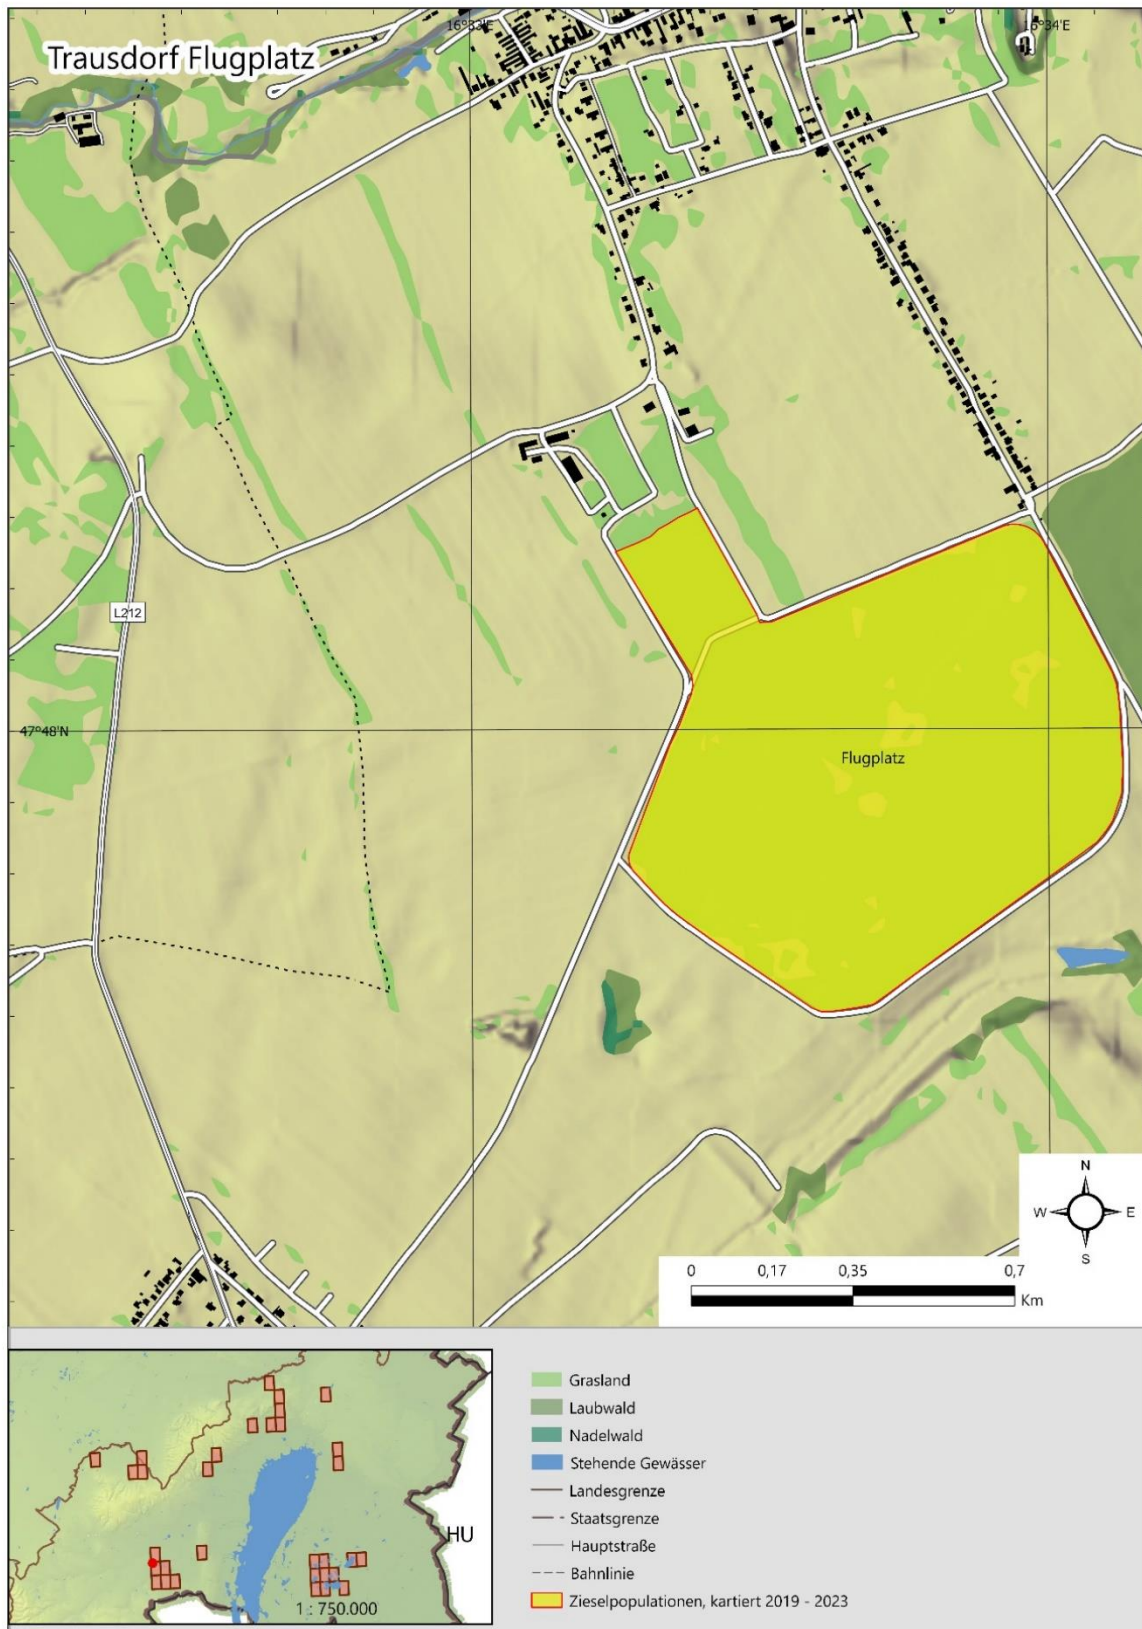 16°33'E
16°34'E
Trausdorf Flugplatz
L212
47°48'N
Flugplatz
N
W
E
S
0
0,17
0,35
0,7
Km
Grasland
Laubwald
Nadelwald
Stehende Gewässer
Landesgrenze
Staatsgrenze
Hauptstraße
Bahnlinie
Zieselpopulationen, kartiert 2019 - 2023
HU
1 : 750.000